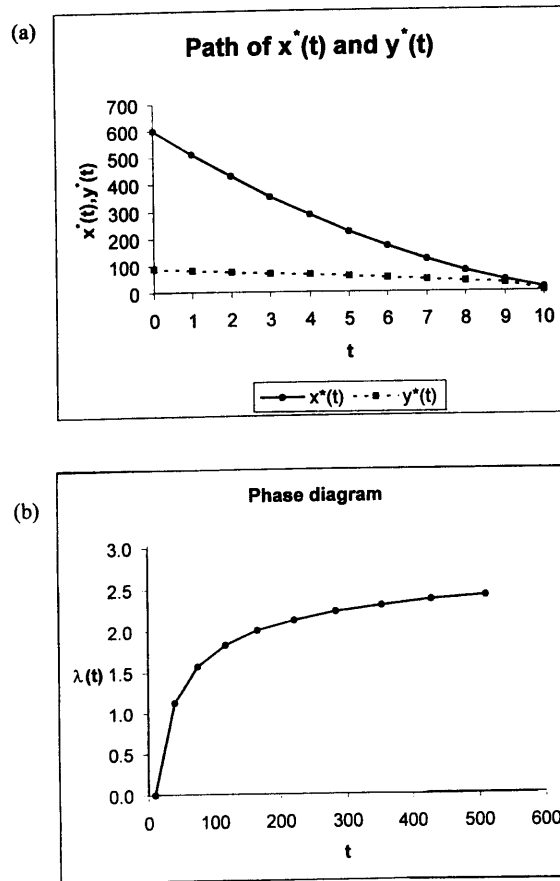 (a)
Path of x*(t) and y*(t)
700
600
500
400
300
200
100
0
x*(t),y*(t)
0 1 2 3 4 5 6 7 8 9 10
t
x*(t) y*(t)
(b)
Phase diagram
3.0
2.5
2.0
1.5
1.0
0.5
0.0
λ(t)
0 100 200 300 400 500 600
t